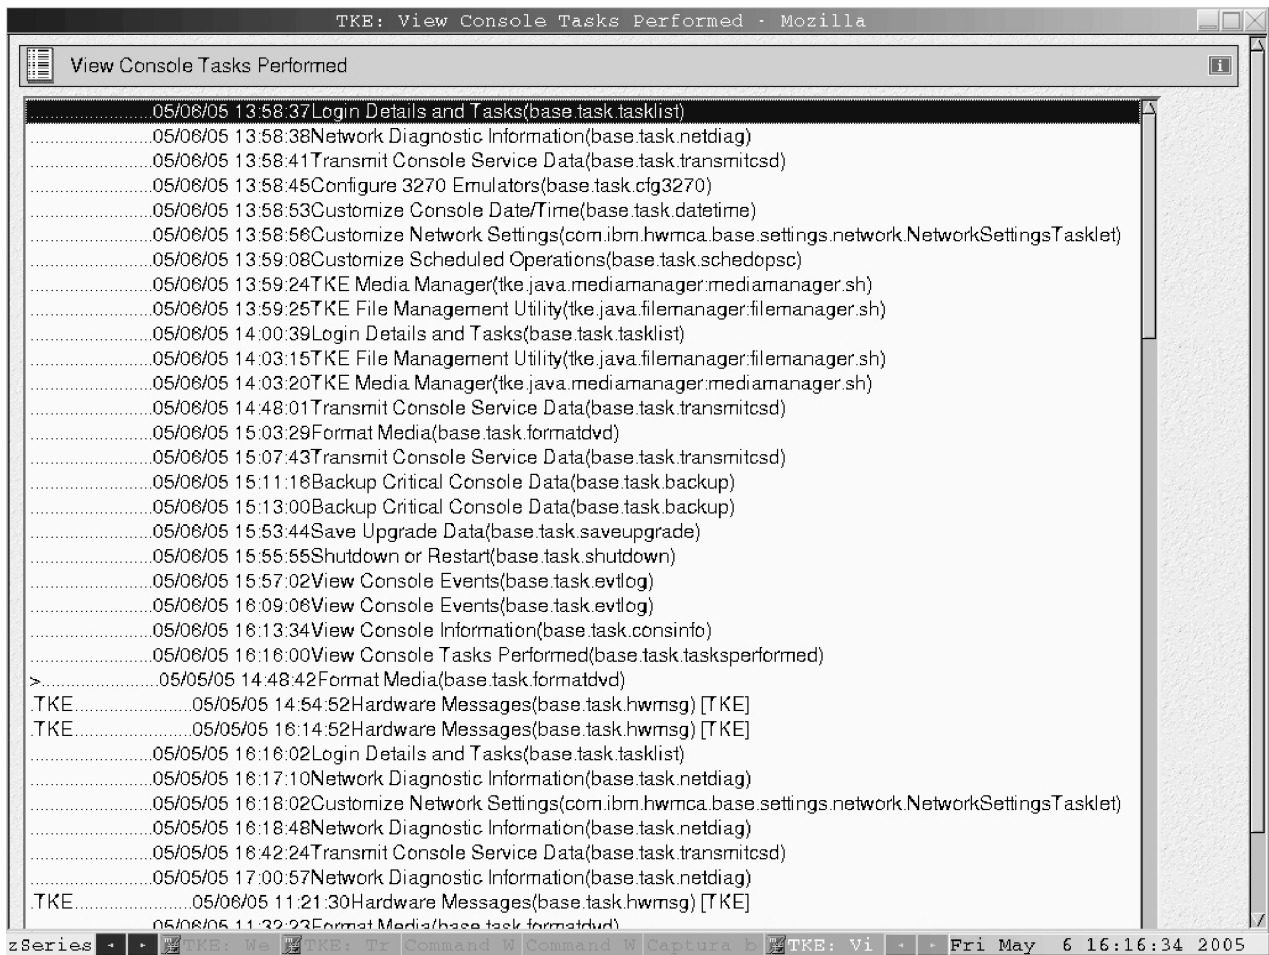 TKE: View Console Tasks Performed - Mozilla
View Console Tasks Performed
.........................05/06/05 13:58:37Login Details and Tasks(base.task.tasklist)
.........................05/06/05 13:58:38Network Diagnostic Information(base.task.netdiag)
.........................05/06/05 13:58:41Transmit Console Service Data(base.task.transmitcsd)
.........................05/06/05 13:58:45Configure 3270 Emulators(base.task.cfg3270)
.........................05/06/05 13:58:53Customize Console Date/Time(base.task.datetime)
.........................05/06/05 13:58:56Customize Network Settings(com.ibm.hwmca.base.settings.network.NetworkSettingsTasklet)
.........................05/06/05 13:59:08Customize Scheduled Operations(base.task.schedopsc)
.........................05/06/05 13:59:24TKE Media Manager(tke.java.mediamanager:mediamanager.sh)
.........................05/06/05 13:59:25TKE File Management Utility(tke.java.filemanager:filemanager.sh)
.........................05/06/05 14:00:39Login Details and Tasks(base.task.tasklist)
.........................05/06/05 14:03:15TKE File Management Utility(tke.java.filemanager:filemanager.sh)
.........................05/06/05 14:03:20TKE Media Manager(tke.java.mediamanager:mediamanager.sh)
.........................05/06/05 14:48:01Transmit Console Service Data(base.task.transmitcsd)
.........................05/06/05 15:03:29Format Media(base.task.formatdvd)
.........................05/06/05 15:07:43Transmit Console Service Data(base.task.transmitcsd)
.........................05/06/05 15:11:16Backup Critical Console Data(base.task.backup)
.........................05/06/05 15:13:00Backup Critical Console Data(base.task.backup)
.........................05/06/05 15:53:44Save Upgrade Data(base.task.saveupgrade)
.........................05/06/05 15:55:55Shutdown or Restart(base.task.shutdown)
.........................05/06/05 15:57:02View Console Events(base.task.evtlog)
.........................05/06/05 16:09:06View Console Events(base.task.evtlog)
.........................05/06/05 16:13:34View Console Information(base.task.consinfo)
.........................05/06/05 16:16:00View Console Tasks Performed(base.task.tasksperformed)
>........................05/05/05 14:48:42Format Media(base.task.formatdvd)
.TKE........................05/05/05 14:54:52Hardware Messages(base.task.hwmsg) [TKE]
.TKE........................05/05/05 16:14:52Hardware Messages(base.task.hwmsg) [TKE]
.........................05/05/05 16:16:02Login Details and Tasks(base.task.tasklist)
.........................05/05/05 16:17:10Network Diagnostic Information(base.task.netdiag)
.........................05/05/05 16:18:02Customize Network Settings(com.ibm.hwmca.base.settings.network.NetworkSettingsTasklet)
.........................05/05/05 16:18:48Network Diagnostic Information(base.task.netdiag)
.........................05/05/05 16:42:24Transmit Console Service Data(base.task.transmitcsd)
.........................05/05/05 17:00:57Network Diagnostic Information(base.task.netdiag)
.TKE........................05/06/05 11:21:30Hardware Messages(base.task.hwmsg) [TKE]
.........................05/06/05 11:32:23Format Media(base.task.formatdvd)
zSeries TKE: We TKE: Tr Command W Command W Captura b TKE: Vi Fri May 6 16:16:34 2005